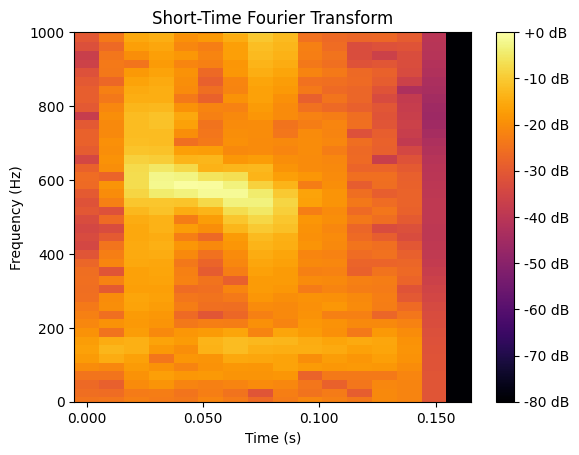 Short-Time Fourier Transform
Frequency (Hz)
1000
800
600
400
200
0
0.000
0.050
0.100
0.150
Time (s)
+0 dB
-10 dB
-20 dB
-30 dB
-40 dB
-50 dB
-60 dB
-70 dB
-80 dB